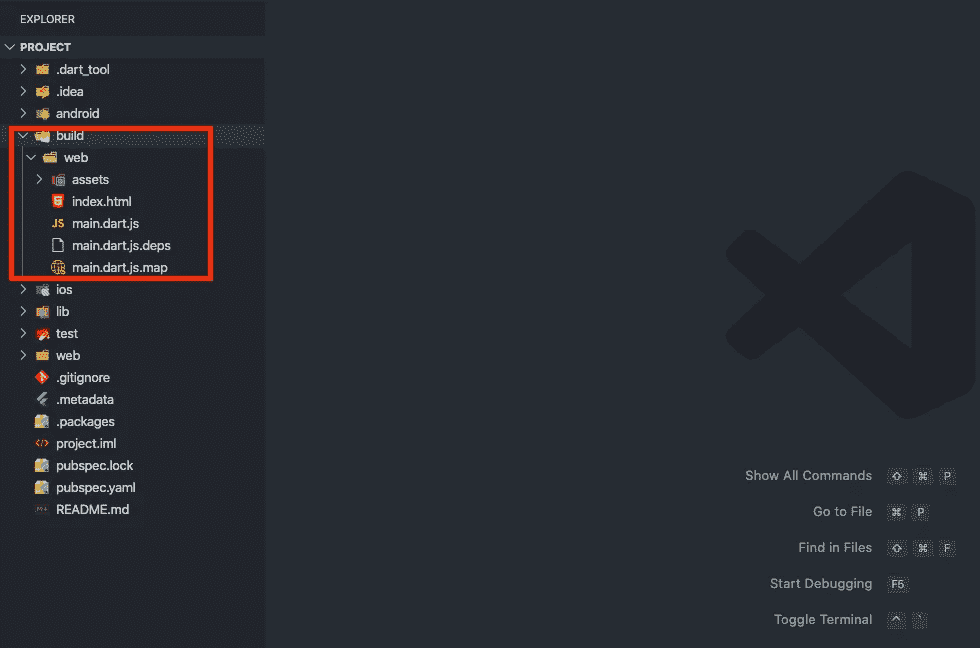 EXPLORER
PROJECT
.dart_tool
.idea
android
build
web
assets
index.html
JS main.dart.js
main.dart.js.deps
main.dart.js.map
ios
lib
test
web
.gitignore
.metadata
.packages
project.iml
pubspec.lock
pubspec.yaml
README.md
Show All Commands ⇧ ⌘ P
Go to File ⌘ P
Find in Files ⇧ ⌘ F
Start Debugging F5
Toggle Terminal ^ `